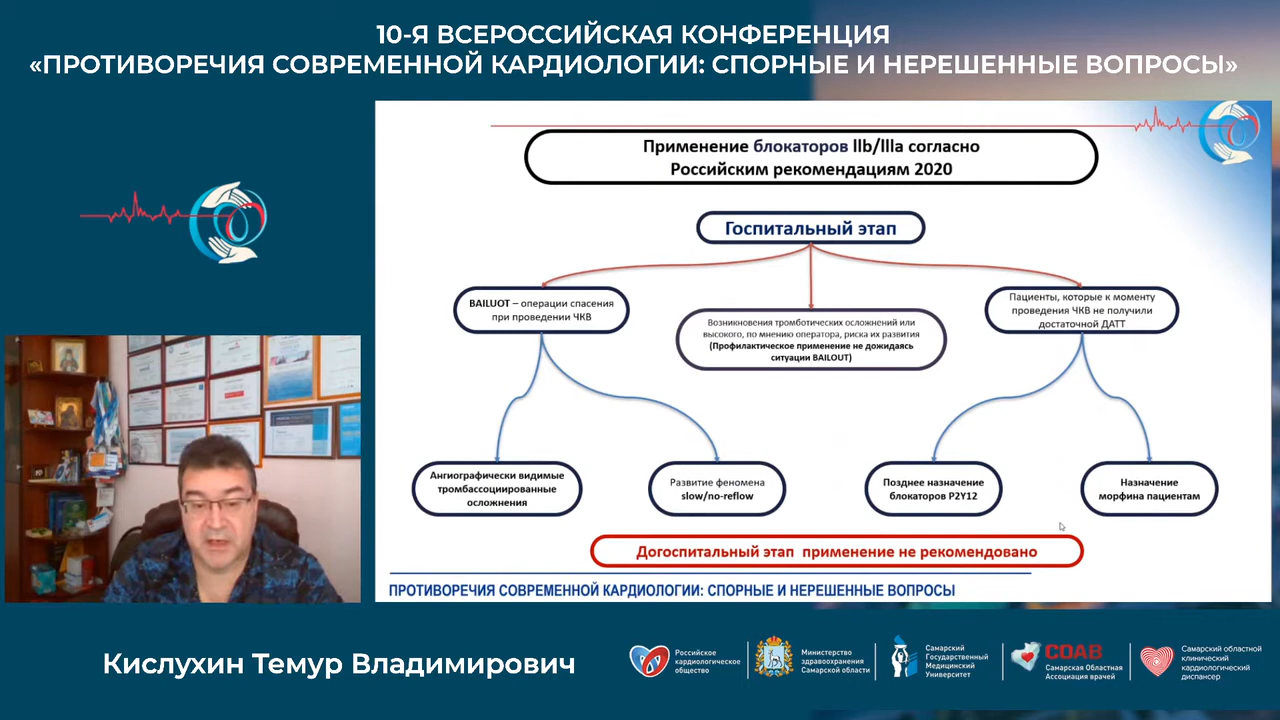 10-Я ВСЕРОССИЙСКАЯ КОНФЕРЕНЦИЯ
«ПРОТИВОРЕЧИЯ СОВРЕМЕННОЙ КАРДИОЛОГИИ: СПОРНЫЕ И НЕРЕШЕННЫЕ ВОПРОСЫ»
Применение блокаторов IIb/IIIa согласно
Российским рекомендациям 2020
Госпитальный этап
BAILUOT – операции спасения
при проведении ЧКВ
Возникновения тромботических осложнений или
высокого, по мнению оператора, риска их развития
(Профилактическое применение не дожидаясь
ситуации BAILOUT)
Пациенты, которые к моменту
проведения ЧКВ не получили
достаточной ДАТТ
Ангиографически видимые
тромбассоциированные
осложнения
Развитие феномена
slow/no-reflow
Позднее назначение
блокаторов P2Y12
Назначение
морфина пациентам
Догоспитальный этап применение не рекомендовано
ПРОТИВОРЕЧИЯ СОВРЕМЕННОЙ КАРДИОЛОГИИ: СПОРНЫЕ И НЕРЕШЕННЫЕ ВОПРОСЫ
Кислухин Темур Владимирович
Российское
кардиологическое
общество
Министерство
здравоохранения
Самарской области
Самарский
Государственный
Медицинский
Университет
СОАВ
Самарская Областная
Ассоциация врачей
Самарский областной
клинический
кардиологический
диспансер